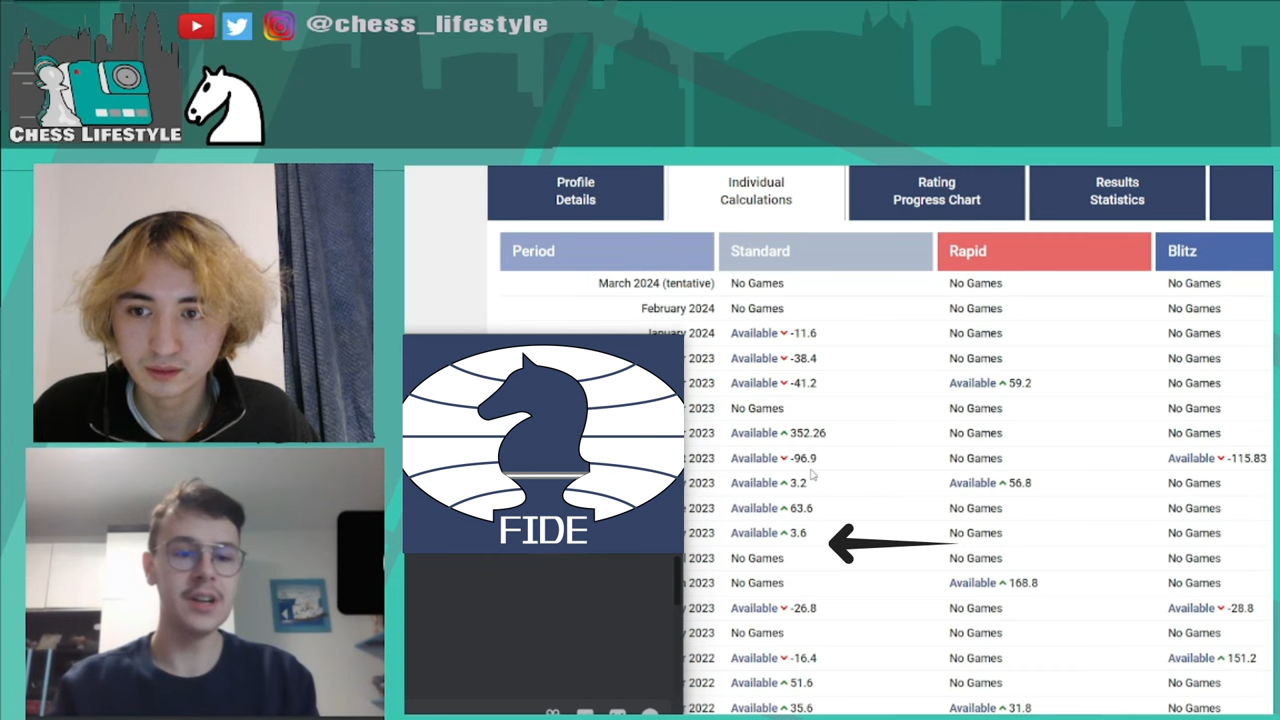 @chess_lifestyle
CHESS LIFESTYLE
Profile Details
Individual Calculations
Rating Progress Chart
Results Statistics
Period Standard Rapid Blitz
March 2024 (tentative) No Games No Games No Games
February 2024 No Games No Games No Games
January 2024 Available -11.6 No Games No Games
2023 Available -38.4 No Games No Games
2023 Available -41.2 Available 59.2 No Games
2023 No Games No Games No Games
2023 Available 352.26 No Games No Games
2023 Available -96.9 No Games Available -115.83
2023 Available 3.2 Available 56.8 No Games
2023 Available 63.6 No Games No Games
2023 Available 3.6 No Games No Games
2023 No Games No Games No Games
2023 Available 168.8 No Games
2023 Available -26.8 No Games Available -28.8
2023 No Games No Games No Games
2022 Available -16.4 No Games Available 151.2
2022 Available 51.6 No Games No Games
2022 Available 35.6 Available 31.8 No Games
FIDE